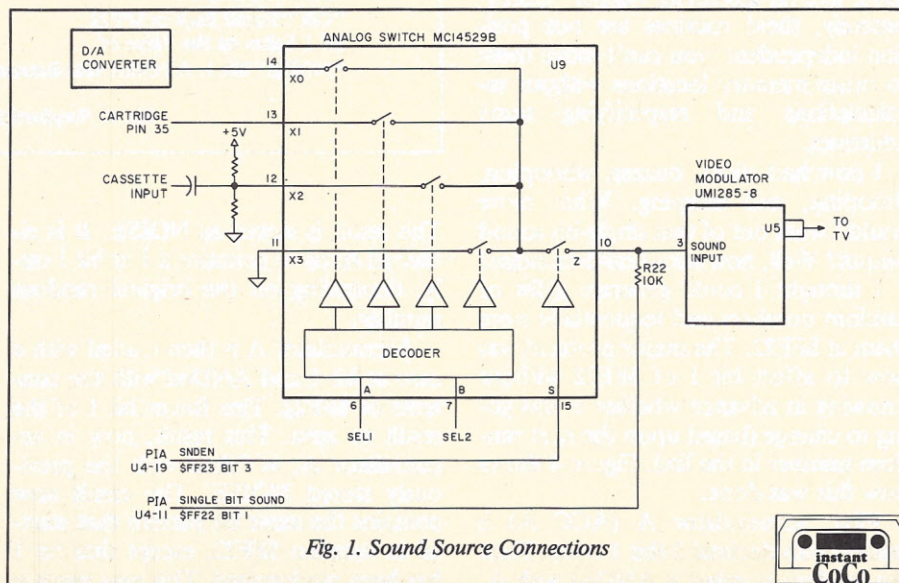 ANALOG SWITCH MC14529B
D/A
CONVERTER
14
X0
U9
CARTRIDGE
PIN 35
13
X1
+5V
CASSETTE
INPUT
12
X2
11
X3
Z
10
VIDEO
MODULATOR
UM1285-8
3
SOUND
INPUT
U5
TO
TV
R22
10K
DECODER
A
B
S
6
7
15
SEL1
SEL2
PIA
U4-19
SNDEN
$FF23 BIT 3
PIA
U4-11
SINGLE BIT SOUND
$FF22 BIT 1
Fig. 1. Sound Source Connections
instant
CoCo